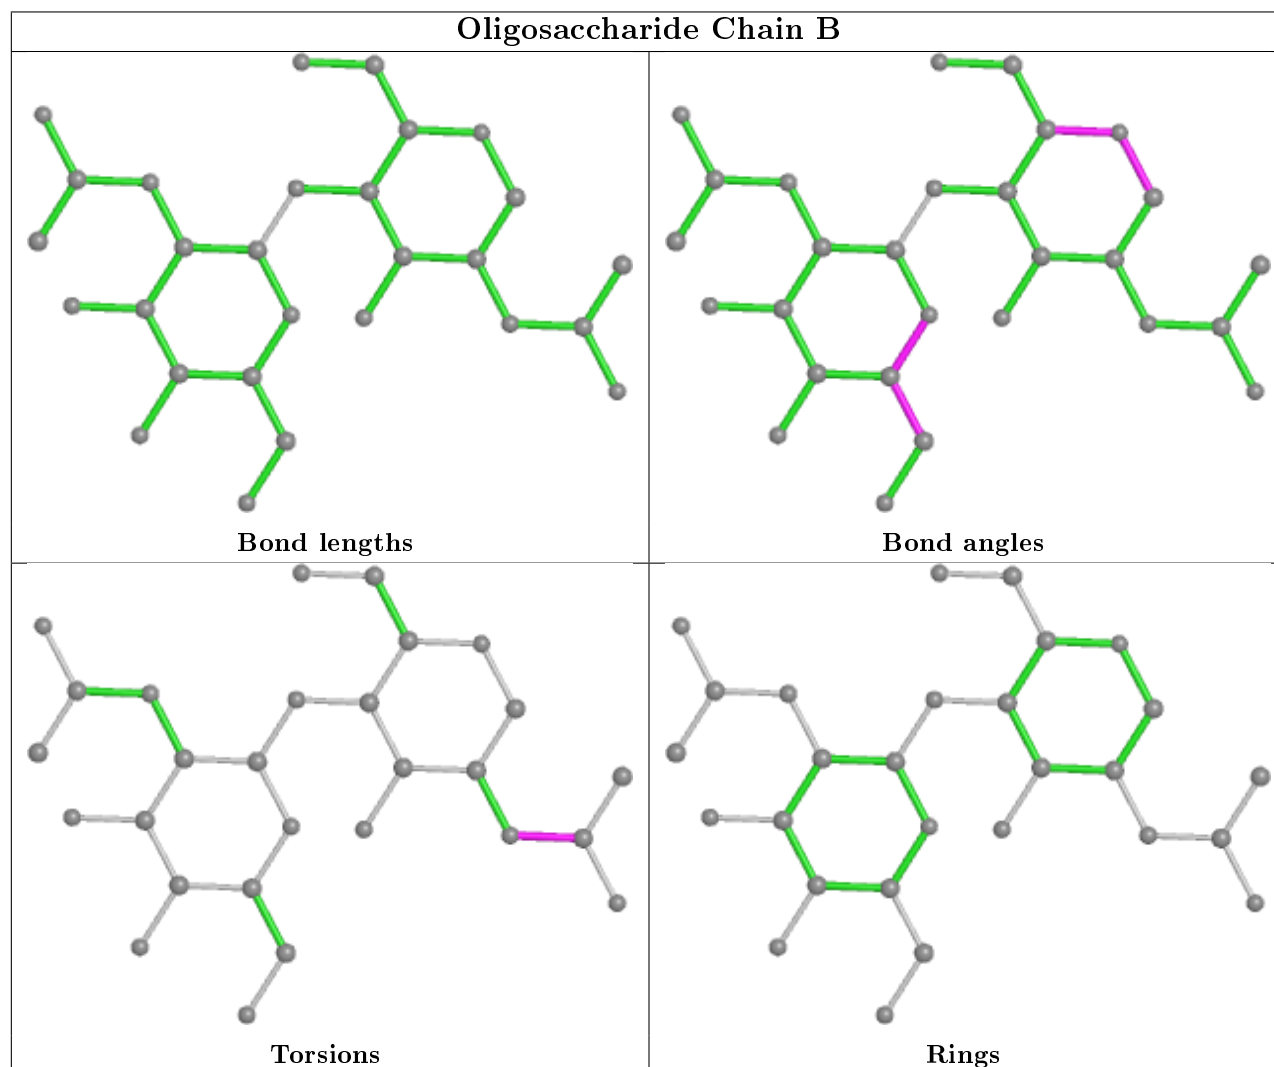 Oligosaccharide Chain B
Bond lengths
Bond angles
Torsions
Rings